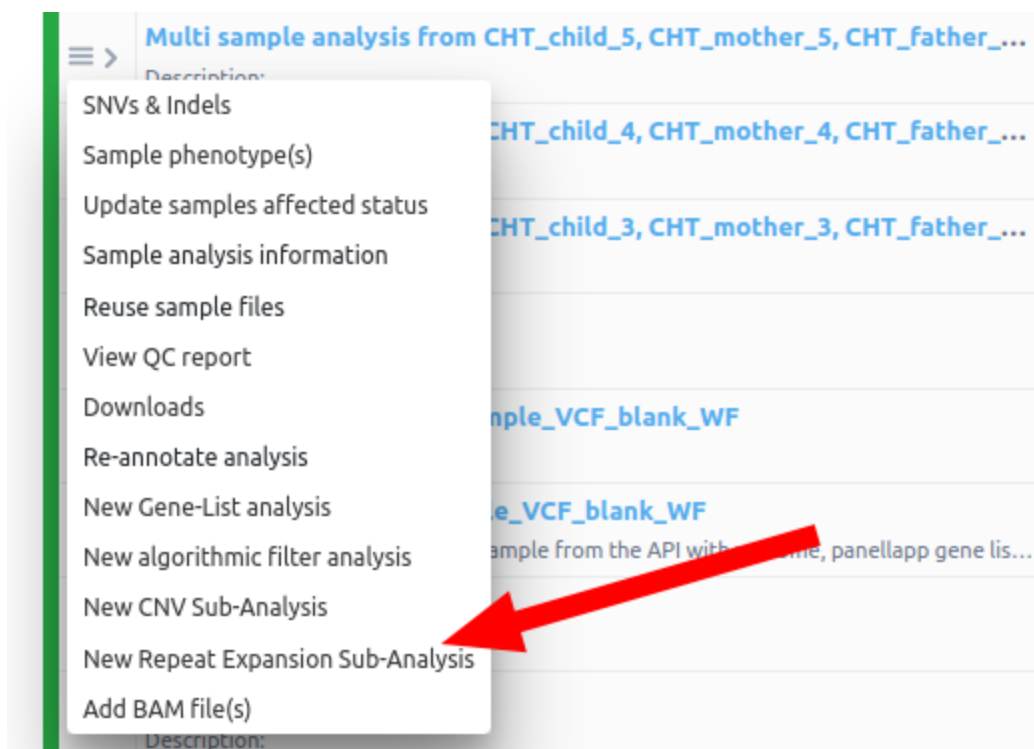 Multi sample analysis from CHT_child_5, CHT_mother_5, CHT_father_...
Description:
SNVs & Indels
CHT_child_4, CHT_mother_4, CHT_father_...
Sample phenotype(s)
Update samples affected status
CHT_child_3, CHT_mother_3, CHT_father_...
Sample analysis information
Reuse sample files
View QC report
Downloads
mple_VCF_blank_WF
Re-annotate analysis
New Gene-List analysis
le_VCF_blank_WF
New algorithmic filter analysis
ample from the API with me, panellapp gene lis...
New CNV Sub-Analysis
New Repeat Expansion Sub-Analysis
Add BAM file(s)
Description: